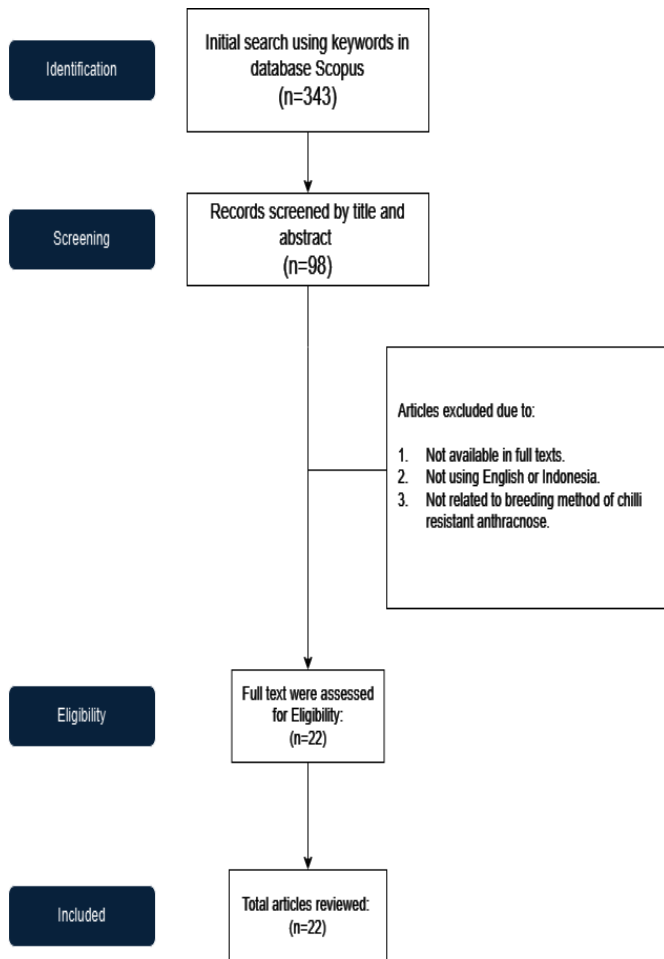 Identification
Initial search using keywords in
database Scopus
(n=343)
Screening
Records screened by title and
abstract
(n=98)
Articles excluded due to:
1. Not available in full texts.
2. Not using English or Indonesia.
3. Not related to breeding method of chilli
resistant anthracnose.
Eligibility
Full text were assessed
for Eligibility:
(n=22)
Included
Total articles reviewed:
(n=22)